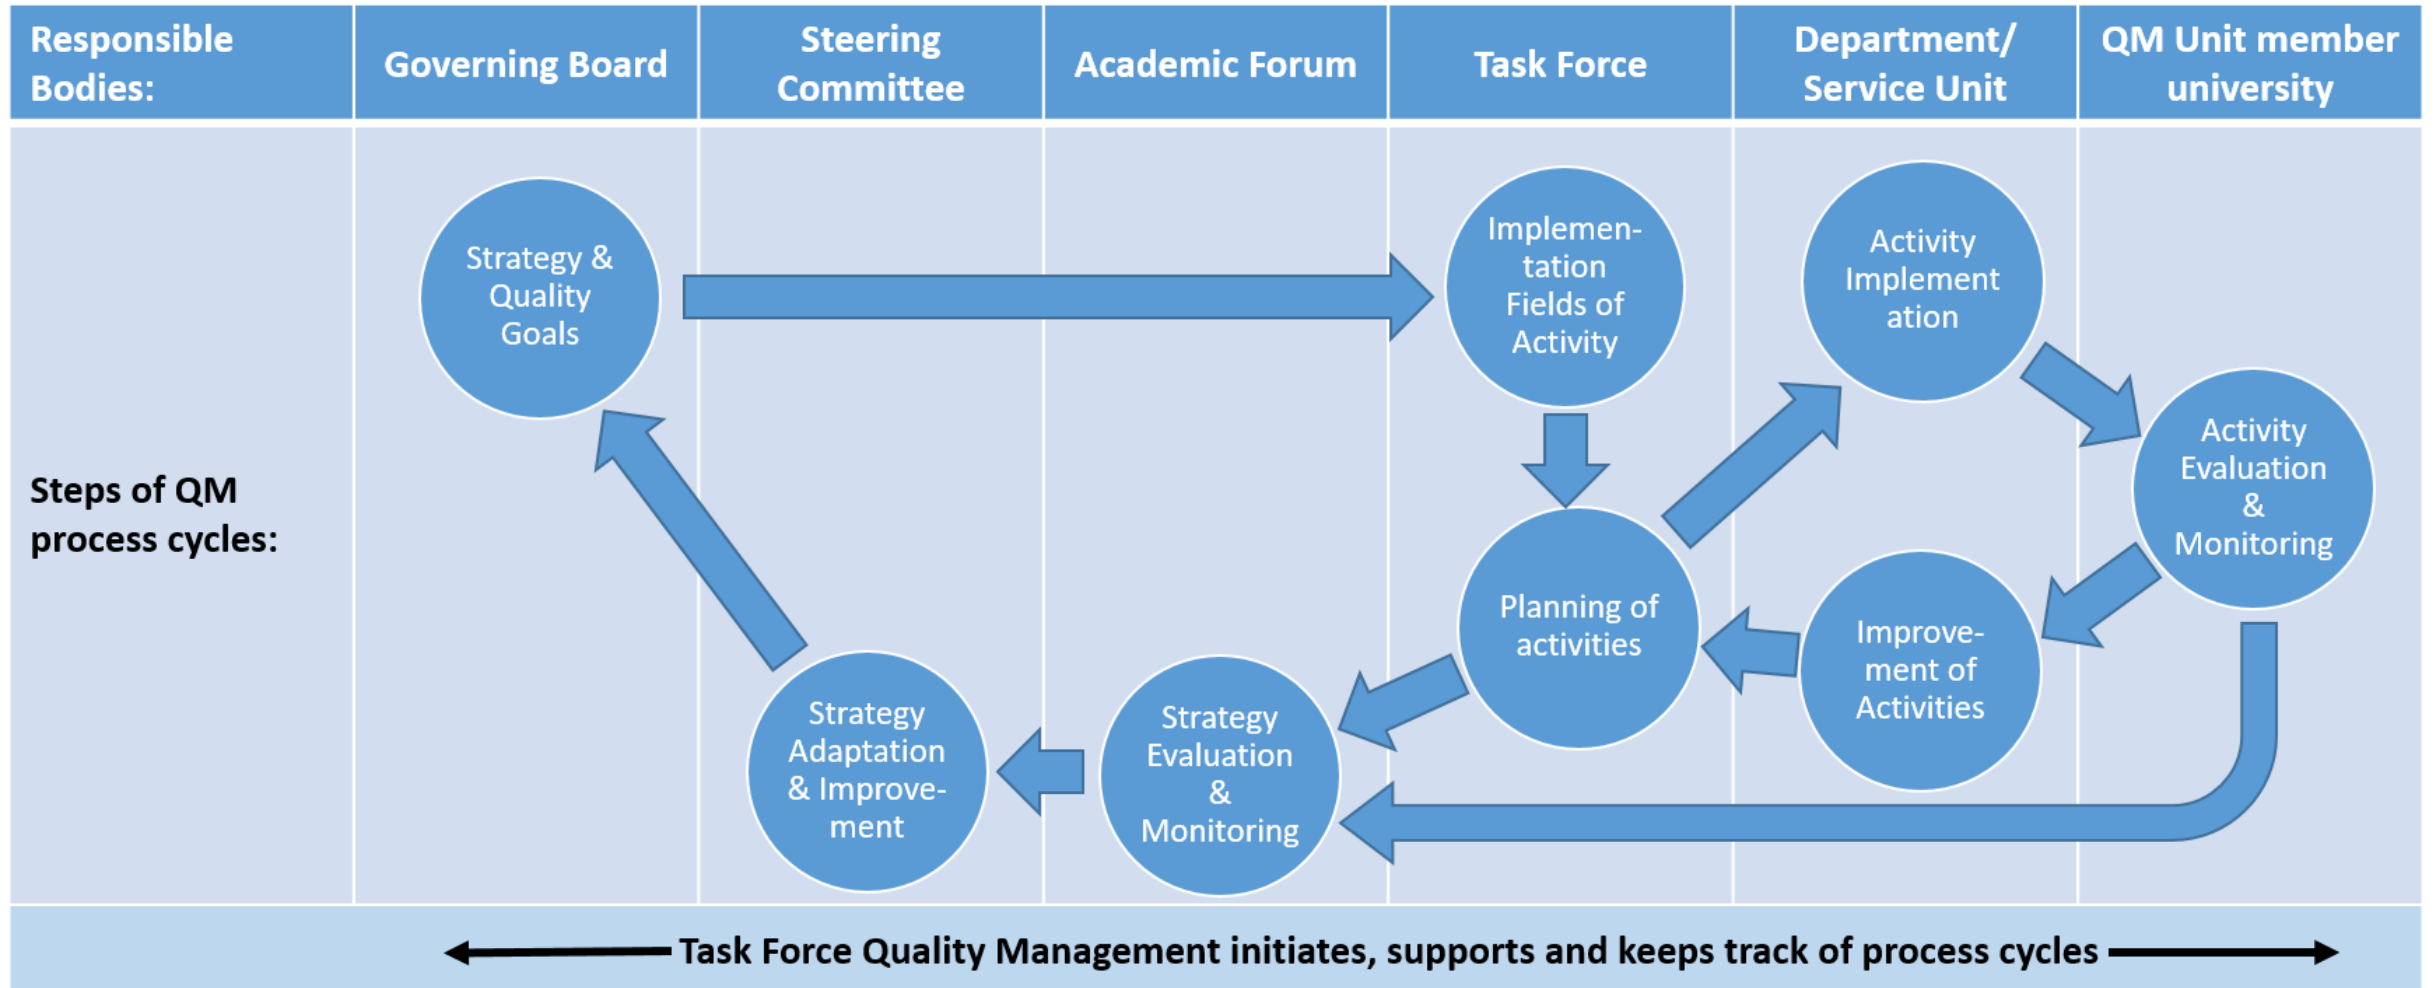 Responsible
Bodies:
Governing Board
Steering
Committee
Academic Forum
Task Force
Department/
Service Unit
QM Unit member
university
Steps of QM
process cycles:
Strategy &
Quality
Goals
Implemen-
tation
Fields of
Activity
Activity
Implement
ation
Activity
Evaluation
&
Monitoring
Improve-
ment of
Activities
Planning of
activities
Strategy
Evaluation
&
Monitoring
Strategy
Adaptation
& Improve-
ment
Task Force Quality Management initiates, supports and keeps track of process cycles